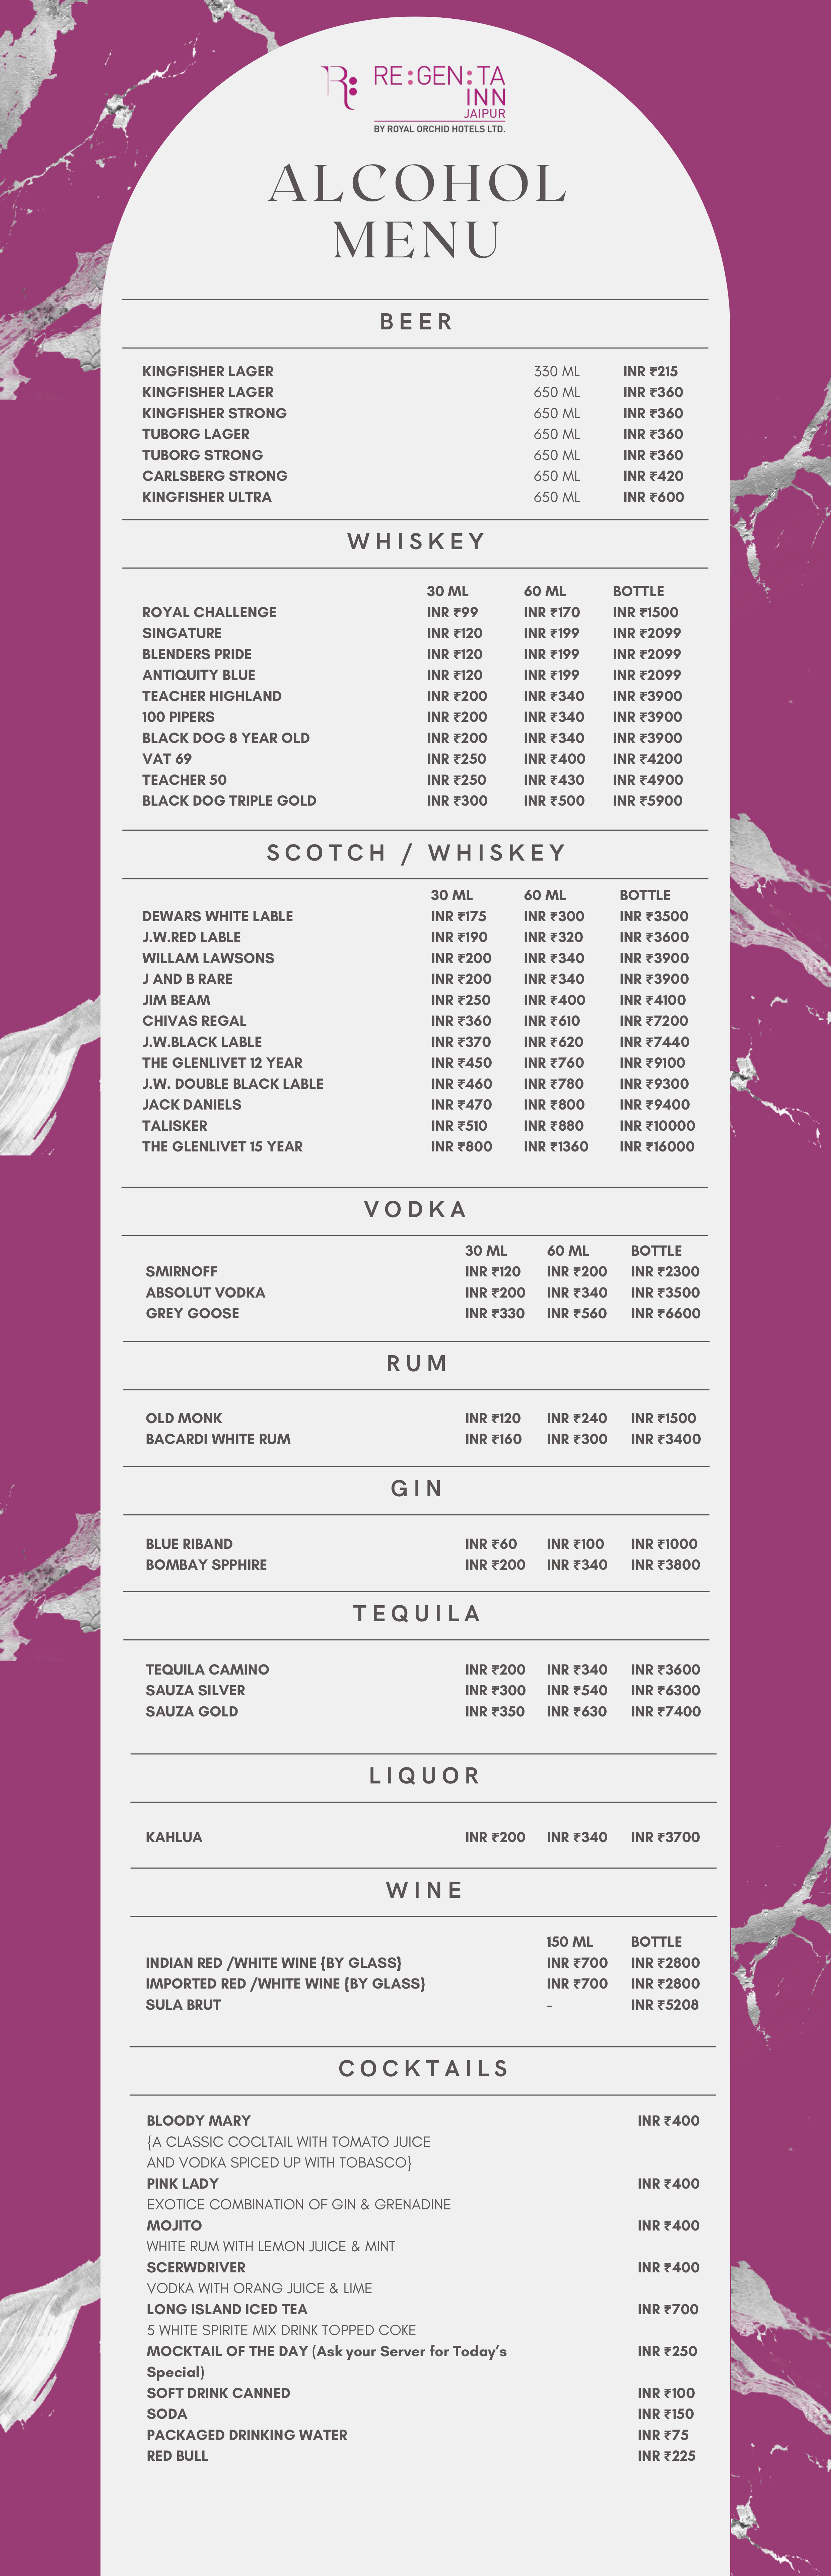 RE:GEN:TA
INN
JAIPUR
BY ROYAL ORCHID HOTELS LTD.
ALCOHOL
MENU
BEER
KINGFISHER LAGER 330 ML INR ₹215
KINGFISHER LAGER 650 ML INR ₹360
KINGFISHER STRONG 650 ML INR ₹360
TUBORG LAGER 650 ML INR ₹360
TUBORG STRONG 650 ML INR ₹360
CARLSBERG STRONG 650 ML INR ₹420
KINGFISHER ULTRA 650 ML INR ₹600
WHISKEY
30 ML 60 ML BOTTLE
ROYAL CHALLENGE INR ₹99 INR ₹170 INR ₹1500
SINGATURE INR ₹120 INR ₹199 INR ₹2099
BLENDERS PRIDE INR ₹120 INR ₹199 INR ₹2099
ANTIQUITY BLUE INR ₹120 INR ₹199 INR ₹2099
TEACHER HIGHLAND INR ₹200 INR ₹340 INR ₹3900
100 PIPERS INR ₹200 INR ₹340 INR ₹3900
BLACK DOG 8 YEAR OLD INR ₹200 INR ₹340 INR ₹3900
VAT 69 INR ₹250 INR ₹400 INR ₹4200
TEACHER 50 INR ₹250 INR ₹430 INR ₹4900
BLACK DOG TRIPLE GOLD INR ₹300 INR ₹500 INR ₹5900
SCOTCH / WHISKEY
30 ML 60 ML BOTTLE
DEWARS WHITE LABLE INR ₹175 INR ₹300 INR ₹3500
J.W.RED LABLE INR ₹190 INR ₹320 INR ₹3600
WILLAM LAWSONS INR ₹200 INR ₹340 INR ₹3900
J AND B RARE INR ₹200 INR ₹340 INR ₹3900
JIM BEAM INR ₹250 INR ₹400 INR ₹4100
CHIVAS REGAL INR ₹360 INR ₹610 INR ₹7200
J.W.BLACK LABLE INR ₹370 INR ₹620 INR ₹7440
THE GLENLIVET 12 YEAR INR ₹450 INR ₹760 INR ₹9100
J.W. DOUBLE BLACK LABLE INR ₹460 INR ₹780 INR ₹9300
JACK DANIELS INR ₹470 INR ₹800 INR ₹9400
TALISKER INR ₹510 INR ₹880 INR ₹10000
THE GLENLIVET 15 YEAR INR ₹800 INR ₹1360 INR ₹16000
VODKA
30 ML 60 ML BOTTLE
SMIRNOFF INR ₹120 INR ₹200 INR ₹2300
ABSOLUT VODKA INR ₹200 INR ₹340 INR ₹3500
GREY GOOSE INR ₹330 INR ₹560 INR ₹6600
RUM
OLD MONK INR ₹120 INR ₹240 INR ₹1500
BACARDI WHITE RUM INR ₹160 INR ₹300 INR ₹3400
GIN
BLUE RIBAND INR ₹60 INR ₹100 INR ₹1000
BOMBAY SPPHIRE INR ₹200 INR ₹340 INR ₹3800
TEQUILA
TEQUILA CAMINO INR ₹200 INR ₹340 INR ₹3600
SAUZA SILVER INR ₹300 INR ₹540 INR ₹6300
SAUZA GOLD INR ₹350 INR ₹630 INR ₹7400
LIQUOR
KAHLUA INR ₹200 INR ₹340 INR ₹3700
WINE
150 ML BOTTLE
INDIAN RED /WHITE WINE {BY GLASS} INR ₹700 INR ₹2800
IMPORTED RED /WHITE WINE {BY GLASS} INR ₹700 INR ₹2800
SULA BRUT - INR ₹5208
COCKTAILS
BLOODY MARY INR ₹400
{A CLASSIC COCLTAIL WITH TOMATO JUICE
AND VODKA SPICED UP WITH TOBASCO}
PINK LADY INR ₹400
EXOTICE COMBINATION OF GIN & GRENADINE
MOJITO INR ₹400
WHITE RUM WITH LEMON JUICE & MINT
SCERWDRIVER INR ₹400
VODKA WITH ORANG JUICE & LIME
LONG ISLAND ICED TEA INR ₹700
5 WHITE SPIRITE MIX DRINK TOPPED COKE
MOCKTAIL OF THE DAY (Ask your Server for Today's INR ₹250
Special)
SOFT DRINK CANNED INR ₹100
SODA INR ₹150
PACKAGED DRINKING WATER INR ₹75
RED BULL INR ₹225